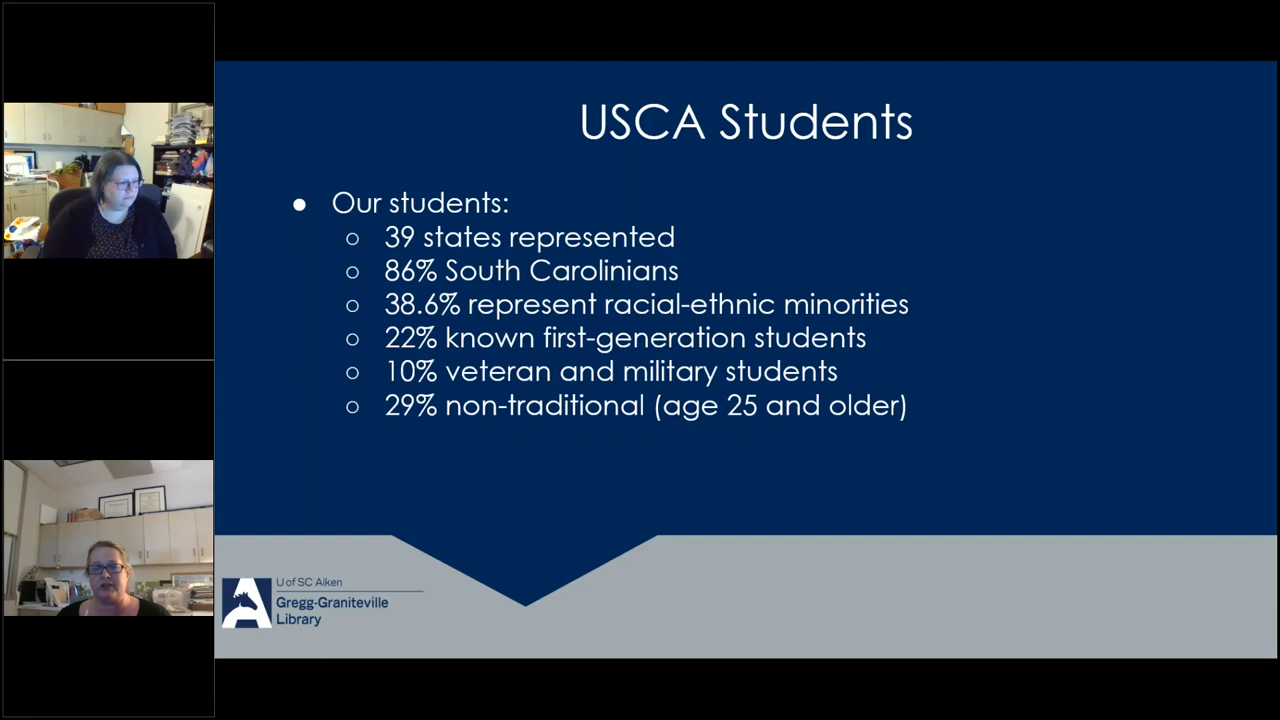 USCA Students
● Our students:
○ 39 states represented
○ 86% South Carolinians
○ 38.6% represent racial-ethnic minorities
○ 22% known first-generation students
○ 10% veteran and military students
○ 29% non-traditional (age 25 and older)
U of SC Aiken
Gregg-Graniteville
Library